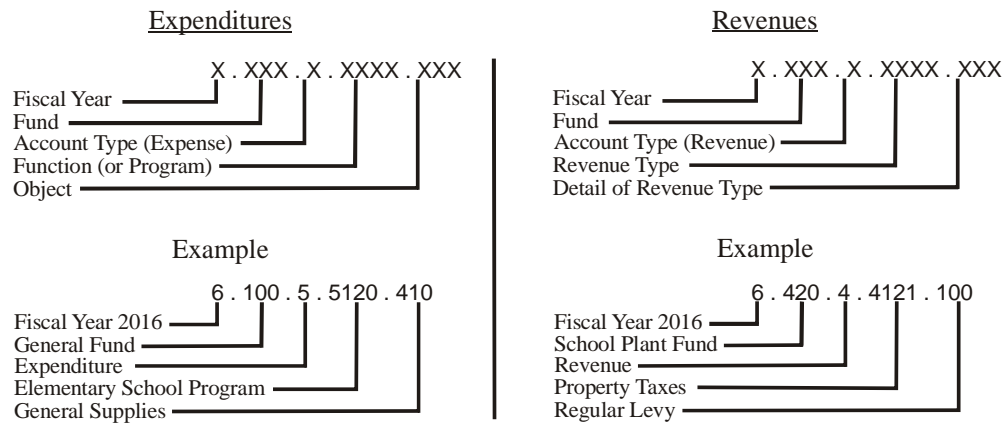 Expenditures
X . XXX . X . XXXX . XXX
Fiscal Year
Fund
Account Type (Expense)
Function (or Program)
Object
Example
6 . 100 . 5 . 5120 . 410
Fiscal Year 2016
General Fund
Expenditure
Elementary School Program
General Supplies
Revenues
X . XXX . X . XXXX . XXX
Fiscal Year
Fund
Account Type (Revenue)
Revenue Type
Detail of Revenue Type
Example
6 . 420 . 4 . 4121 . 100
Fiscal Year 2016
School Plant Fund
Revenue
Property Taxes
Regular Levy